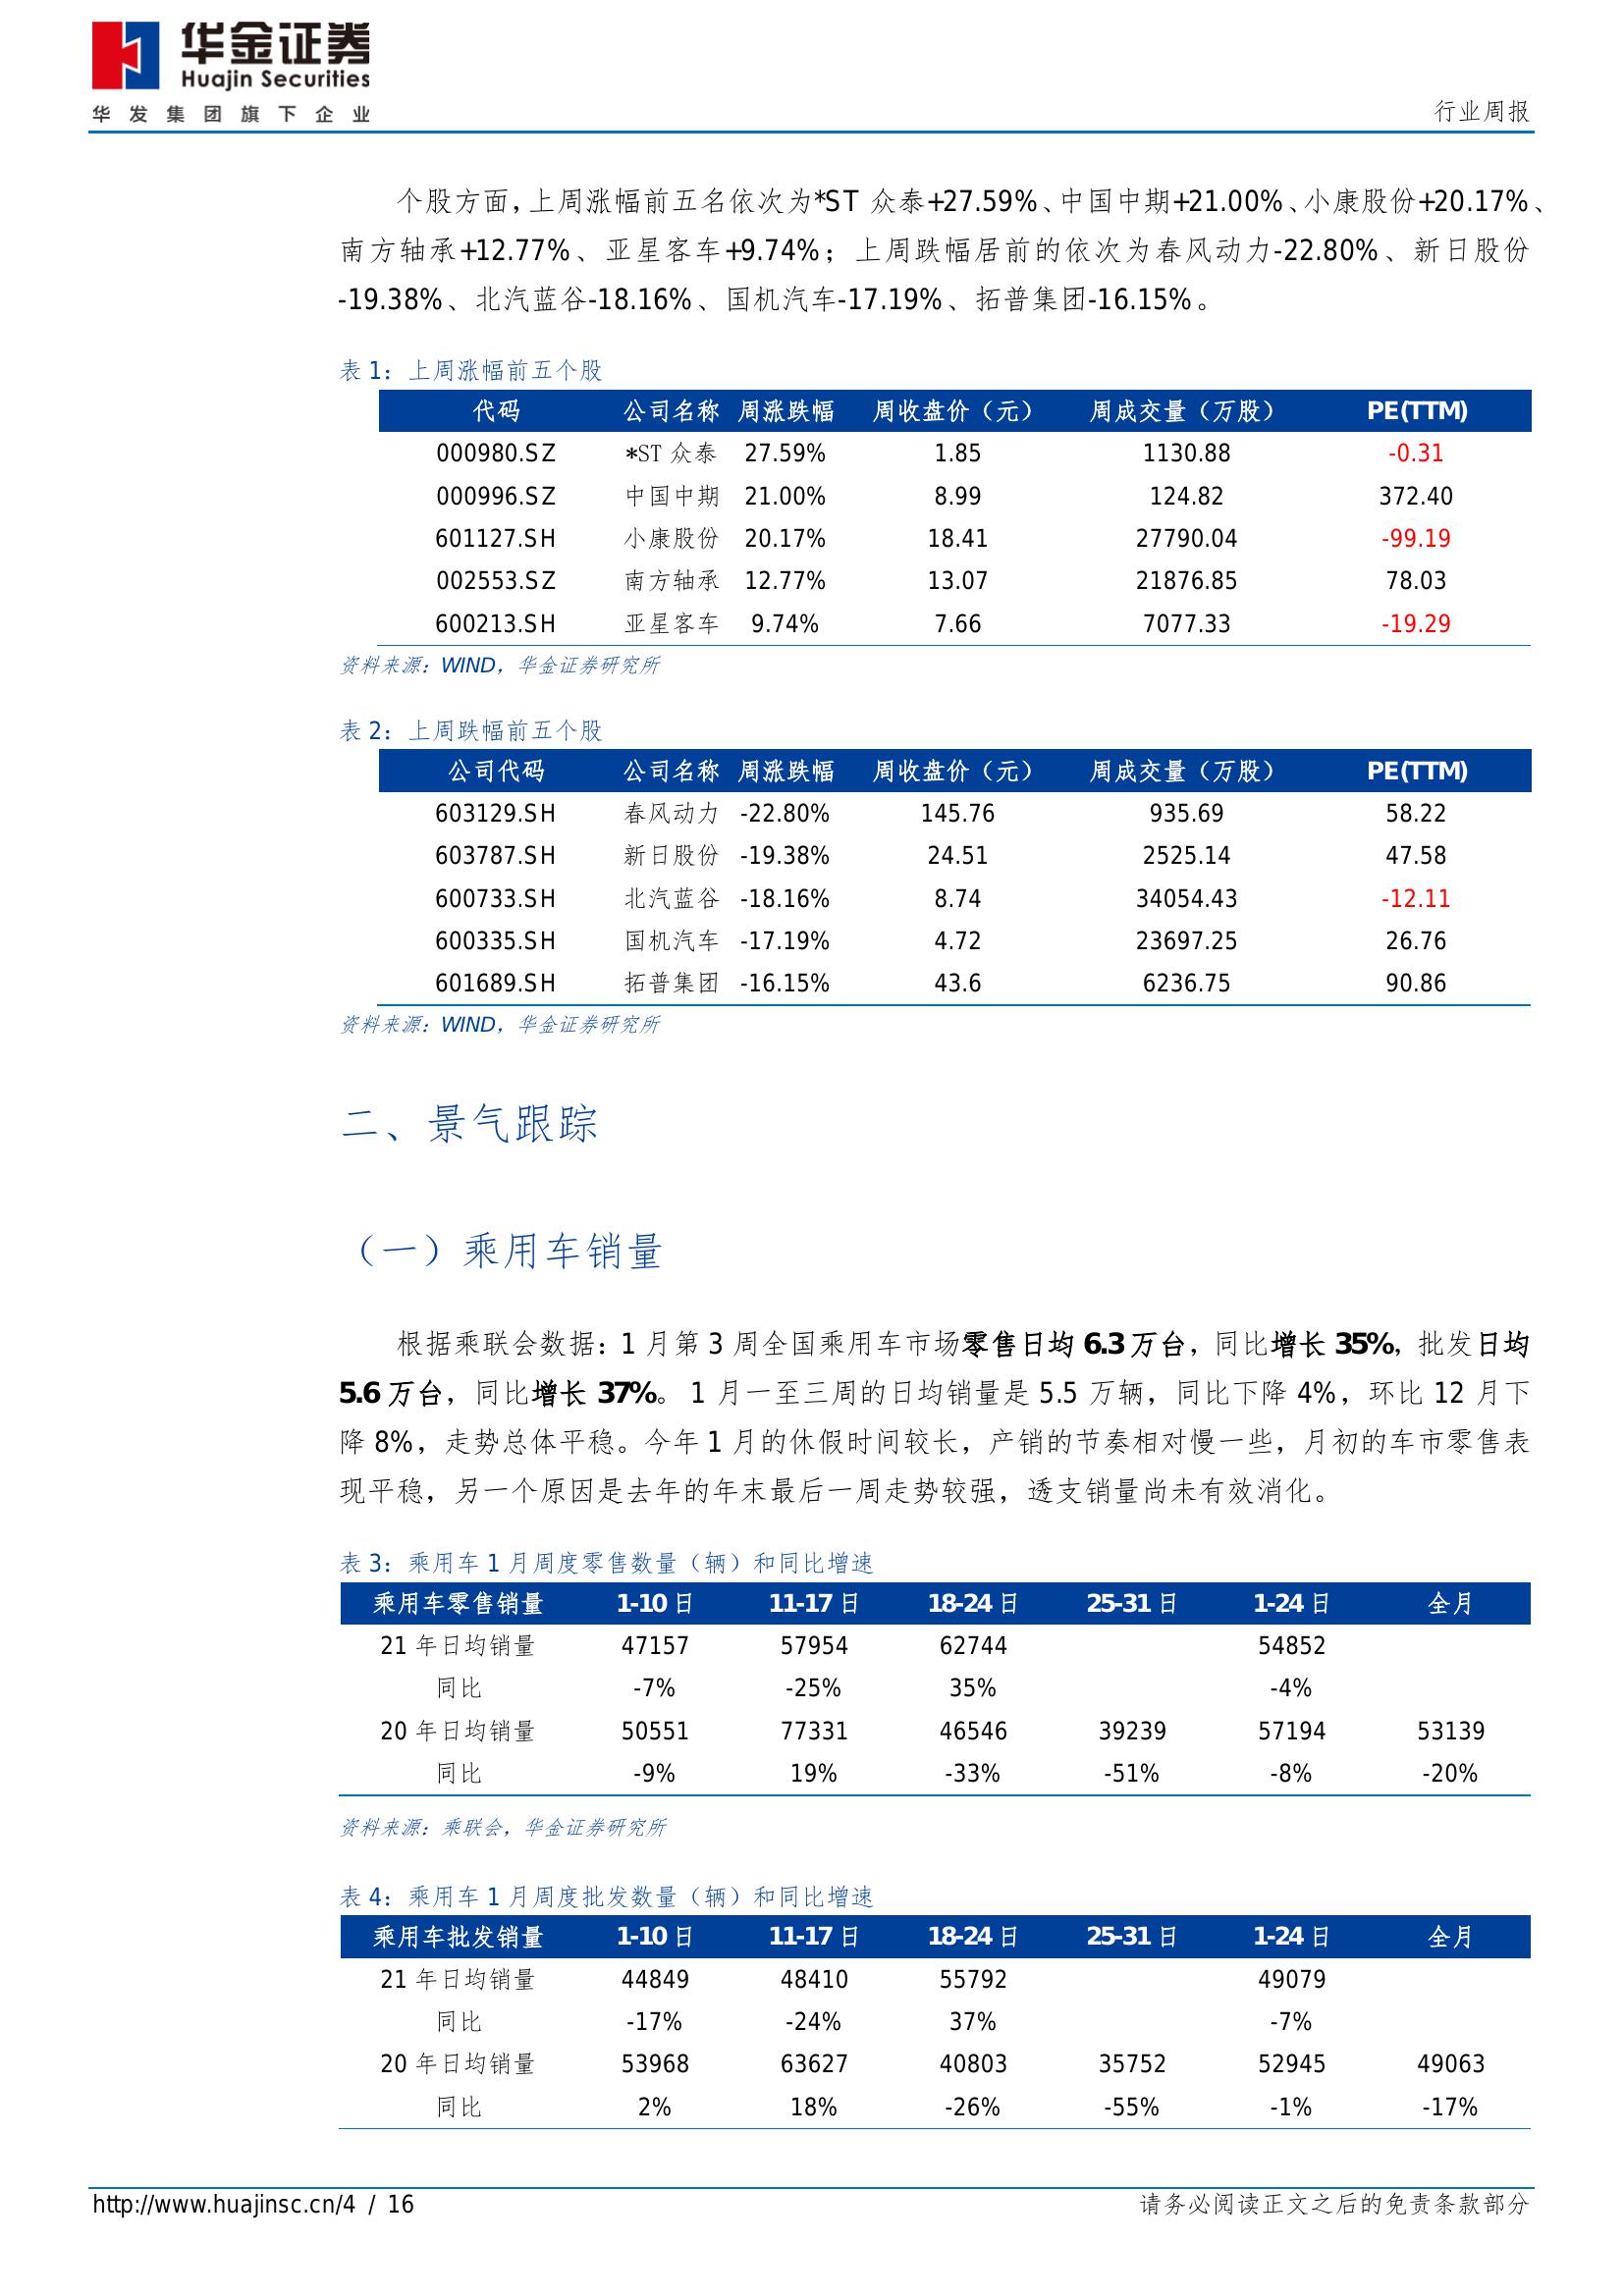 华金证券
Huajin Securities
华发集团旗下企业
行业周报
个股方面，上周涨幅前五名依次为*ST 众泰+27.59%、中国中期+21.00%、小康股份+20.17%、
南方轴承+12.77%、亚星客车+9.74%；上周跌幅居前的依次为春风动力-22.80%、新日股份
-19.38%、北汽蓝谷-18.16%、国机汽车-17.19%、拓普集团-16.15%。
表 1：上周涨幅前五个股
代码 公司名称 周涨跌幅 周收盘价（元） 周成交量（万股） PE(TTM)
000980.SZ *ST 众泰 27.59% 1.85 1130.88 -0.31
000996.SZ 中国中期 21.00% 8.99 124.82 372.40
601127.SH 小康股份 20.17% 18.41 27790.04 -99.19
002553.SZ 南方轴承 12.77% 13.07 21876.85 78.03
600213.SH 亚星客车 9.74% 7.66 7077.33 -19.29
资料来源：WIND，华金证券研究所
表 2：上周跌幅前五个股
公司代码 公司名称 周涨跌幅 周收盘价（元） 周成交量（万股） PE(TTM)
603129.SH 春风动力 -22.80% 145.76 935.69 58.22
603787.SH 新日股份 -19.38% 24.51 2525.14 47.58
600733.SH 北汽蓝谷 -18.16% 8.74 34054.43 -12.11
600335.SH 国机汽车 -17.19% 4.72 23697.25 26.76
601689.SH 拓普集团 -16.15% 43.6 6236.75 90.86
资料来源：WIND，华金证券研究所
二、景气跟踪
（一）乘用车销量
根据乘联会数据：1 月第 3 周全国乘用车市场零售日均 6.3 万台，同比增长 35%，批发日均
5.6 万台，同比增长 37%。 1 月一至三周的日均销量是 5.5 万辆，同比下降 4%，环比 12 月下
降 8%，走势总体平稳。今年 1 月的休假时间较长，产销的节奏相对慢一些，月初的车市零售表
现平稳，另一个原因是去年的年末最后一周走势较强，透支销量尚未有效消化。
表 3：乘用车 1 月周度零售数量（辆）和同比增速
乘用车零售销量 1-10 日 11-17 日 18-24 日 25-31 日 1-24 日 全月
21 年日均销量 47157 57954 62744 54852
同比 -7% -25% 35% -4%
20 年日均销量 50551 77331 46546 39239 57194 53139
同比 -9% 19% -33% -51% -8% -20%
资料来源：乘联会，华金证券研究所
表 4：乘用车 1 月周度批发数量（辆）和同比增速
乘用车批发销量 1-10 日 11-17 日 18-24 日 25-31 日 1-24 日 全月
21 年日均销量 44849 48410 55792 49079
同比 -17% -24% 37% -7%
20 年日均销量 53968 63627 40803 35752 52945 49063
同比 2% 18% -26% -55% -1% -17%
http://www.huajinsc.cn/4 / 16
请务必阅读正文之后的免责条款部分